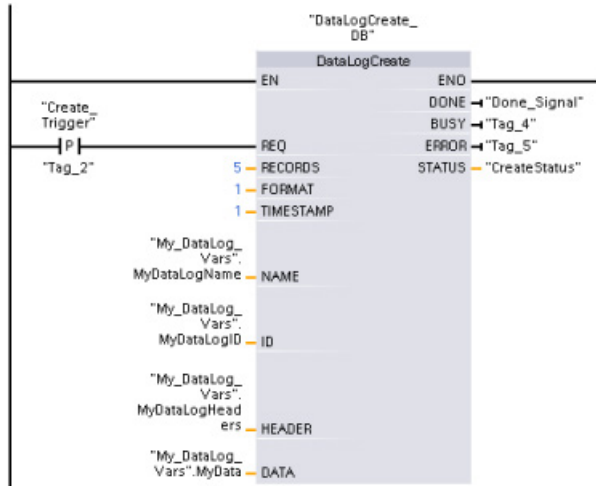 "DataLogCreate_
DB"
DataLogCreate
EN ENO
DONE "Done_Signal"
"Create_
Trigger"
BUSY "Tag_4"
P REQ ERROR "Tag_5"
"Tag_2" 5 RECORDS STATUS "CreateStatus"
1 FORMAT
1 TIMESTAMP
"My_DataLog_
Vars".
MyDataLogName NAME
"My_DataLog_
Vars".
MyDataLogID ID
"My_DataLog_
Vars".
MyDataLogHead
ers HEADER
"My_DataLog_
Vars".MyData DATA